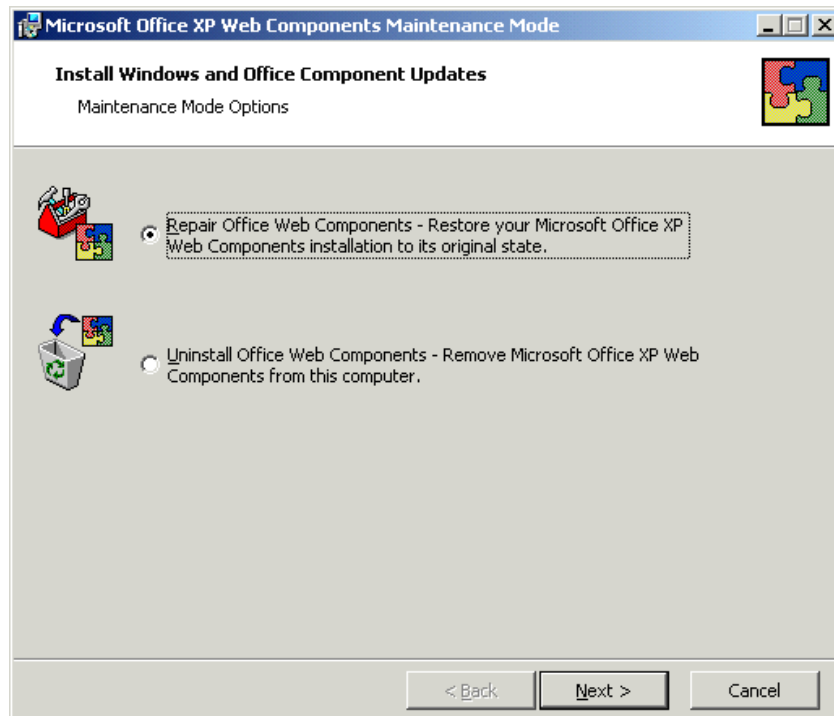 Microsoft Office XP Web Components Maintenance Mode
Install Windows and Office Component Updates
Maintenance Mode Options
Repair Office Web Components - Restore your Microsoft Office XP
Web Components installation to its original state.
Uninstall Office Web Components - Remove Microsoft Office XP Web
Components from this computer.
< Back
Next >
Cancel